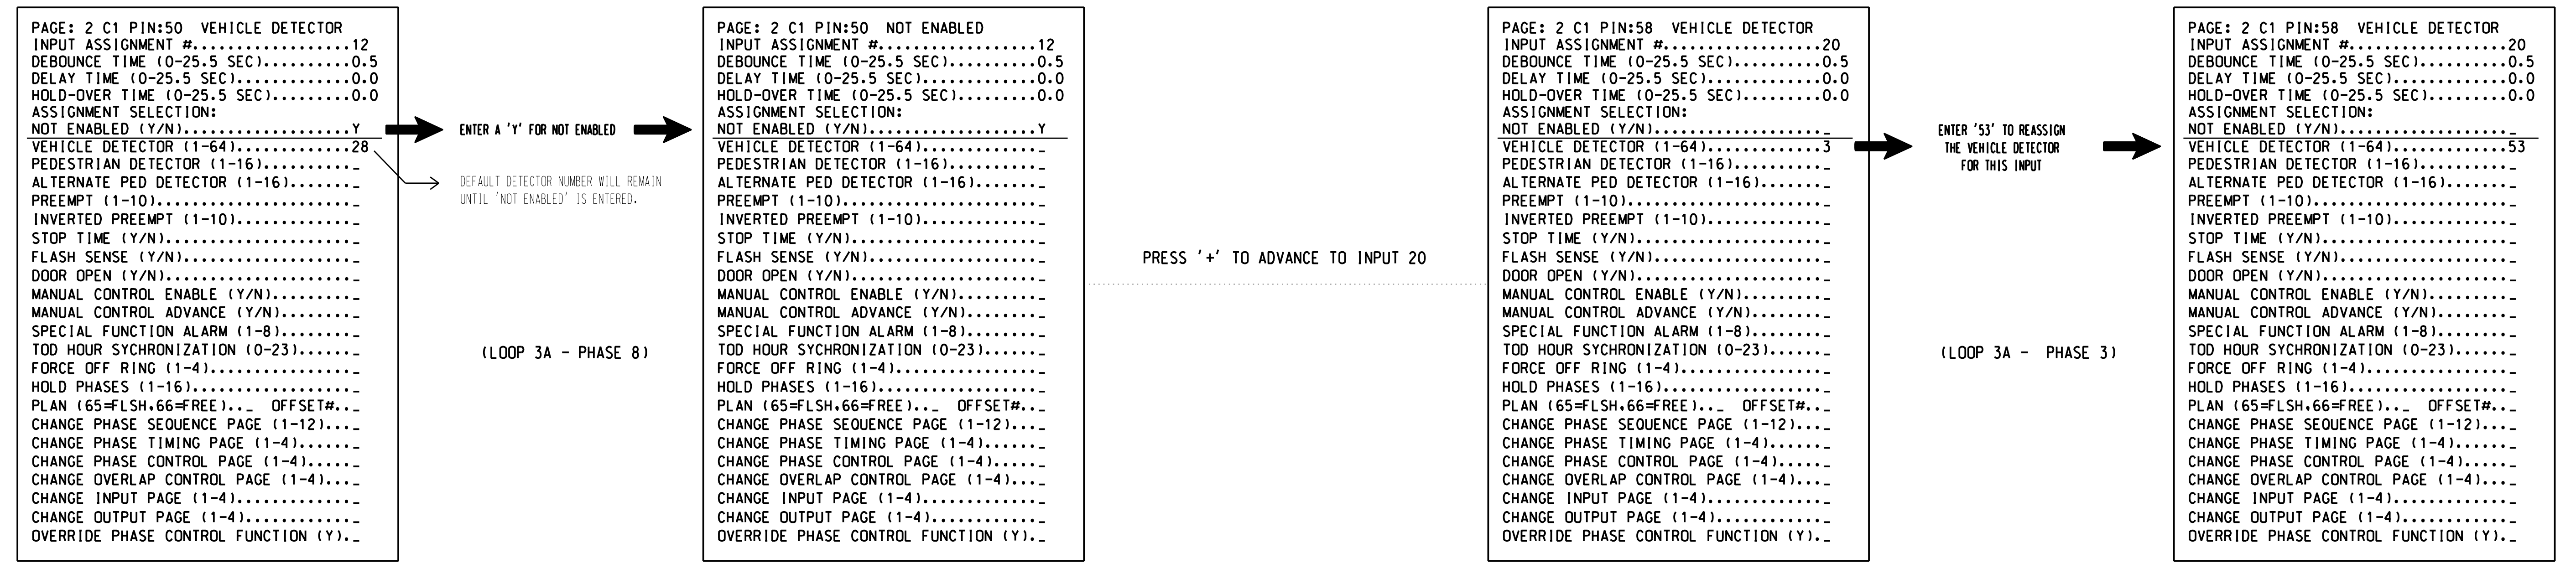 PAGE: 2 C1 PIN:50  VEHICLE DETECTOR
INPUT ASSIGNMENT #..................12
DEBOUNCE TIME (0-25.5 SEC)..........0.5
DELAY TIME (0-25.5 SEC).............0.0
HOLD-OVER TIME (0-25.5 SEC).........0.0
ASSIGNMENT SELECTION:
NOT ENABLED (Y/N)...................Y
VEHICLE DETECTOR (1-64).............28
PEDESTRIAN DETECTOR (1-16).........._
ALTERNATE PED DETECTOR (1-16)......._
PREEMPT (1-10)......................_
INVERTED PREEMPT (1-10)............._
STOP TIME (Y/N)....................._
FLASH SENSE (Y/N)..................._
DOOR OPEN (Y/N)....................._
MANUAL CONTROL ENABLE (Y/N)........._
MANUAL CONTROL ADVANCE (Y/N)........_
SPECIAL FUNCTION ALARM (1-8)........_
TOD HOUR SYCHRONIZATION (0-23)......_
FORCE OFF RING (1-4)................_
HOLD PHASES (1-16).................._
PLAN (65=FLSH,66=FREE).._  OFFSET#.._
CHANGE PHASE SEQUENCE PAGE (1-12)..._
CHANGE PHASE TIMING PAGE (1-4)......_
CHANGE PHASE CONTROL PAGE (1-4)....._
CHANGE OVERLAP CONTROL PAGE (1-4)..._
CHANGE INPUT PAGE (1-4)............._
CHANGE OUTPUT PAGE (1-4)............_
OVERRIDE PHASE CONTROL FUNCTION (Y)._
ENTER A 'Y' FOR NOT ENABLED
DEFAULT DETECTOR NUMBER WILL REMAIN
UNTIL 'NOT ENABLED' IS ENTERED.
(LOOP 3A - PHASE 8)
PAGE: 2 C1 PIN:50  NOT ENABLED
INPUT ASSIGNMENT #..................12
DEBOUNCE TIME (0-25.5 SEC)..........0.5
DELAY TIME (0-25.5 SEC).............0.0
HOLD-OVER TIME (0-25.5 SEC).........0.0
ASSIGNMENT SELECTION:
NOT ENABLED (Y/N)...................Y
VEHICLE DETECTOR (1-64)............._
PEDESTRIAN DETECTOR (1-16).........._
ALTERNATE PED DETECTOR (1-16)......._
PREEMPT (1-10)......................_
INVERTED PREEMPT (1-10)............._
STOP TIME (Y/N)....................._
FLASH SENSE (Y/N)..................._
DOOR OPEN (Y/N)....................._
MANUAL CONTROL ENABLE (Y/N)........._
MANUAL CONTROL ADVANCE (Y/N)........_
SPECIAL FUNCTION ALARM (1-8)........_
TOD HOUR SYCHRONIZATION (0-23)......_
FORCE OFF RING (1-4)................_
HOLD PHASES (1-16).................._
PLAN (65=FLSH,66=FREE).._  OFFSET#.._
CHANGE PHASE SEQUENCE PAGE (1-12)..._
CHANGE PHASE TIMING PAGE (1-4)......_
CHANGE PHASE CONTROL PAGE (1-4)....._
CHANGE OVERLAP CONTROL PAGE (1-4)..._
CHANGE INPUT PAGE (1-4)............._
CHANGE OUTPUT PAGE (1-4)............_
OVERRIDE PHASE CONTROL FUNCTION (Y)._
PRESS '+' TO ADVANCE TO INPUT 20
PAGE: 2 C1 PIN:58  VEHICLE DETECTOR
INPUT ASSIGNMENT #..................20
DEBOUNCE TIME (0-25.5 SEC)..........0.5
DELAY TIME (0-25.5 SEC).............0.0
HOLD-OVER TIME (0-25.5 SEC).........0.0
ASSIGNMENT SELECTION:
NOT ENABLED (Y/N)..................._
VEHICLE DETECTOR (1-64).............3
PEDESTRIAN DETECTOR (1-16).........._
ALTERNATE PED DETECTOR (1-16)......._
PREEMPT (1-10)......................_
INVERTED PREEMPT (1-10)............._
STOP TIME (Y/N)....................._
FLASH SENSE (Y/N)..................._
DOOR OPEN (Y/N)....................._
MANUAL CONTROL ENABLE (Y/N)........._
MANUAL CONTROL ADVANCE (Y/N)........_
SPECIAL FUNCTION ALARM (1-8)........_
TOD HOUR SYCHRONIZATION (0-23)......_
FORCE OFF RING (1-4)................_
HOLD PHASES (1-16).................._
PLAN (65=FLSH,66=FREE).._  OFFSET#.._
CHANGE PHASE SEQUENCE PAGE (1-12)..._
CHANGE PHASE TIMING PAGE (1-4)......_
CHANGE PHASE CONTROL PAGE (1-4)....._
CHANGE OVERLAP CONTROL PAGE (1-4)..._
CHANGE INPUT PAGE (1-4)............._
CHANGE OUTPUT PAGE (1-4)............_
OVERRIDE PHASE CONTROL FUNCTION (Y)._
ENTER '53' TO REASSIGN
THE VEHICLE DETECTOR
FOR THIS INPUT
(LOOP 3A -  PHASE 3)
PAGE: 2 C1 PIN:58  VEHICLE DETECTOR
INPUT ASSIGNMENT #..................20
DEBOUNCE TIME (0-25.5 SEC)..........0.5
DELAY TIME (0-25.5 SEC).............0.0
HOLD-OVER TIME (0-25.5 SEC).........0.0
ASSIGNMENT SELECTION:
NOT ENABLED (Y/N)..................._
VEHICLE DETECTOR (1-64).............53
PEDESTRIAN DETECTOR (1-16).........._
ALTERNATE PED DETECTOR (1-16)......._
PREEMPT (1-10)......................_
INVERTED PREEMPT (1-10)............._
STOP TIME (Y/N)....................._
FLASH SENSE (Y/N)..................._
DOOR OPEN (Y/N)....................._
MANUAL CONTROL ENABLE (Y/N)........._
MANUAL CONTROL ADVANCE (Y/N)........_
SPECIAL FUNCTION ALARM (1-8)........_
TOD HOUR SYCHRONIZATION (0-23)......_
FORCE OFF RING (1-4)................_
HOLD PHASES (1-16).................._
PLAN (65=FLSH,66=FREE).._  OFFSET#.._
CHANGE PHASE SEQUENCE PAGE (1-12)..._
CHANGE PHASE TIMING PAGE (1-4)......_
CHANGE PHASE CONTROL PAGE (1-4)....._
CHANGE OVERLAP CONTROL PAGE (1-4)..._
CHANGE INPUT PAGE (1-4)............._
CHANGE OUTPUT PAGE (1-4)............_
OVERRIDE PHASE CONTROL FUNCTION (Y)._